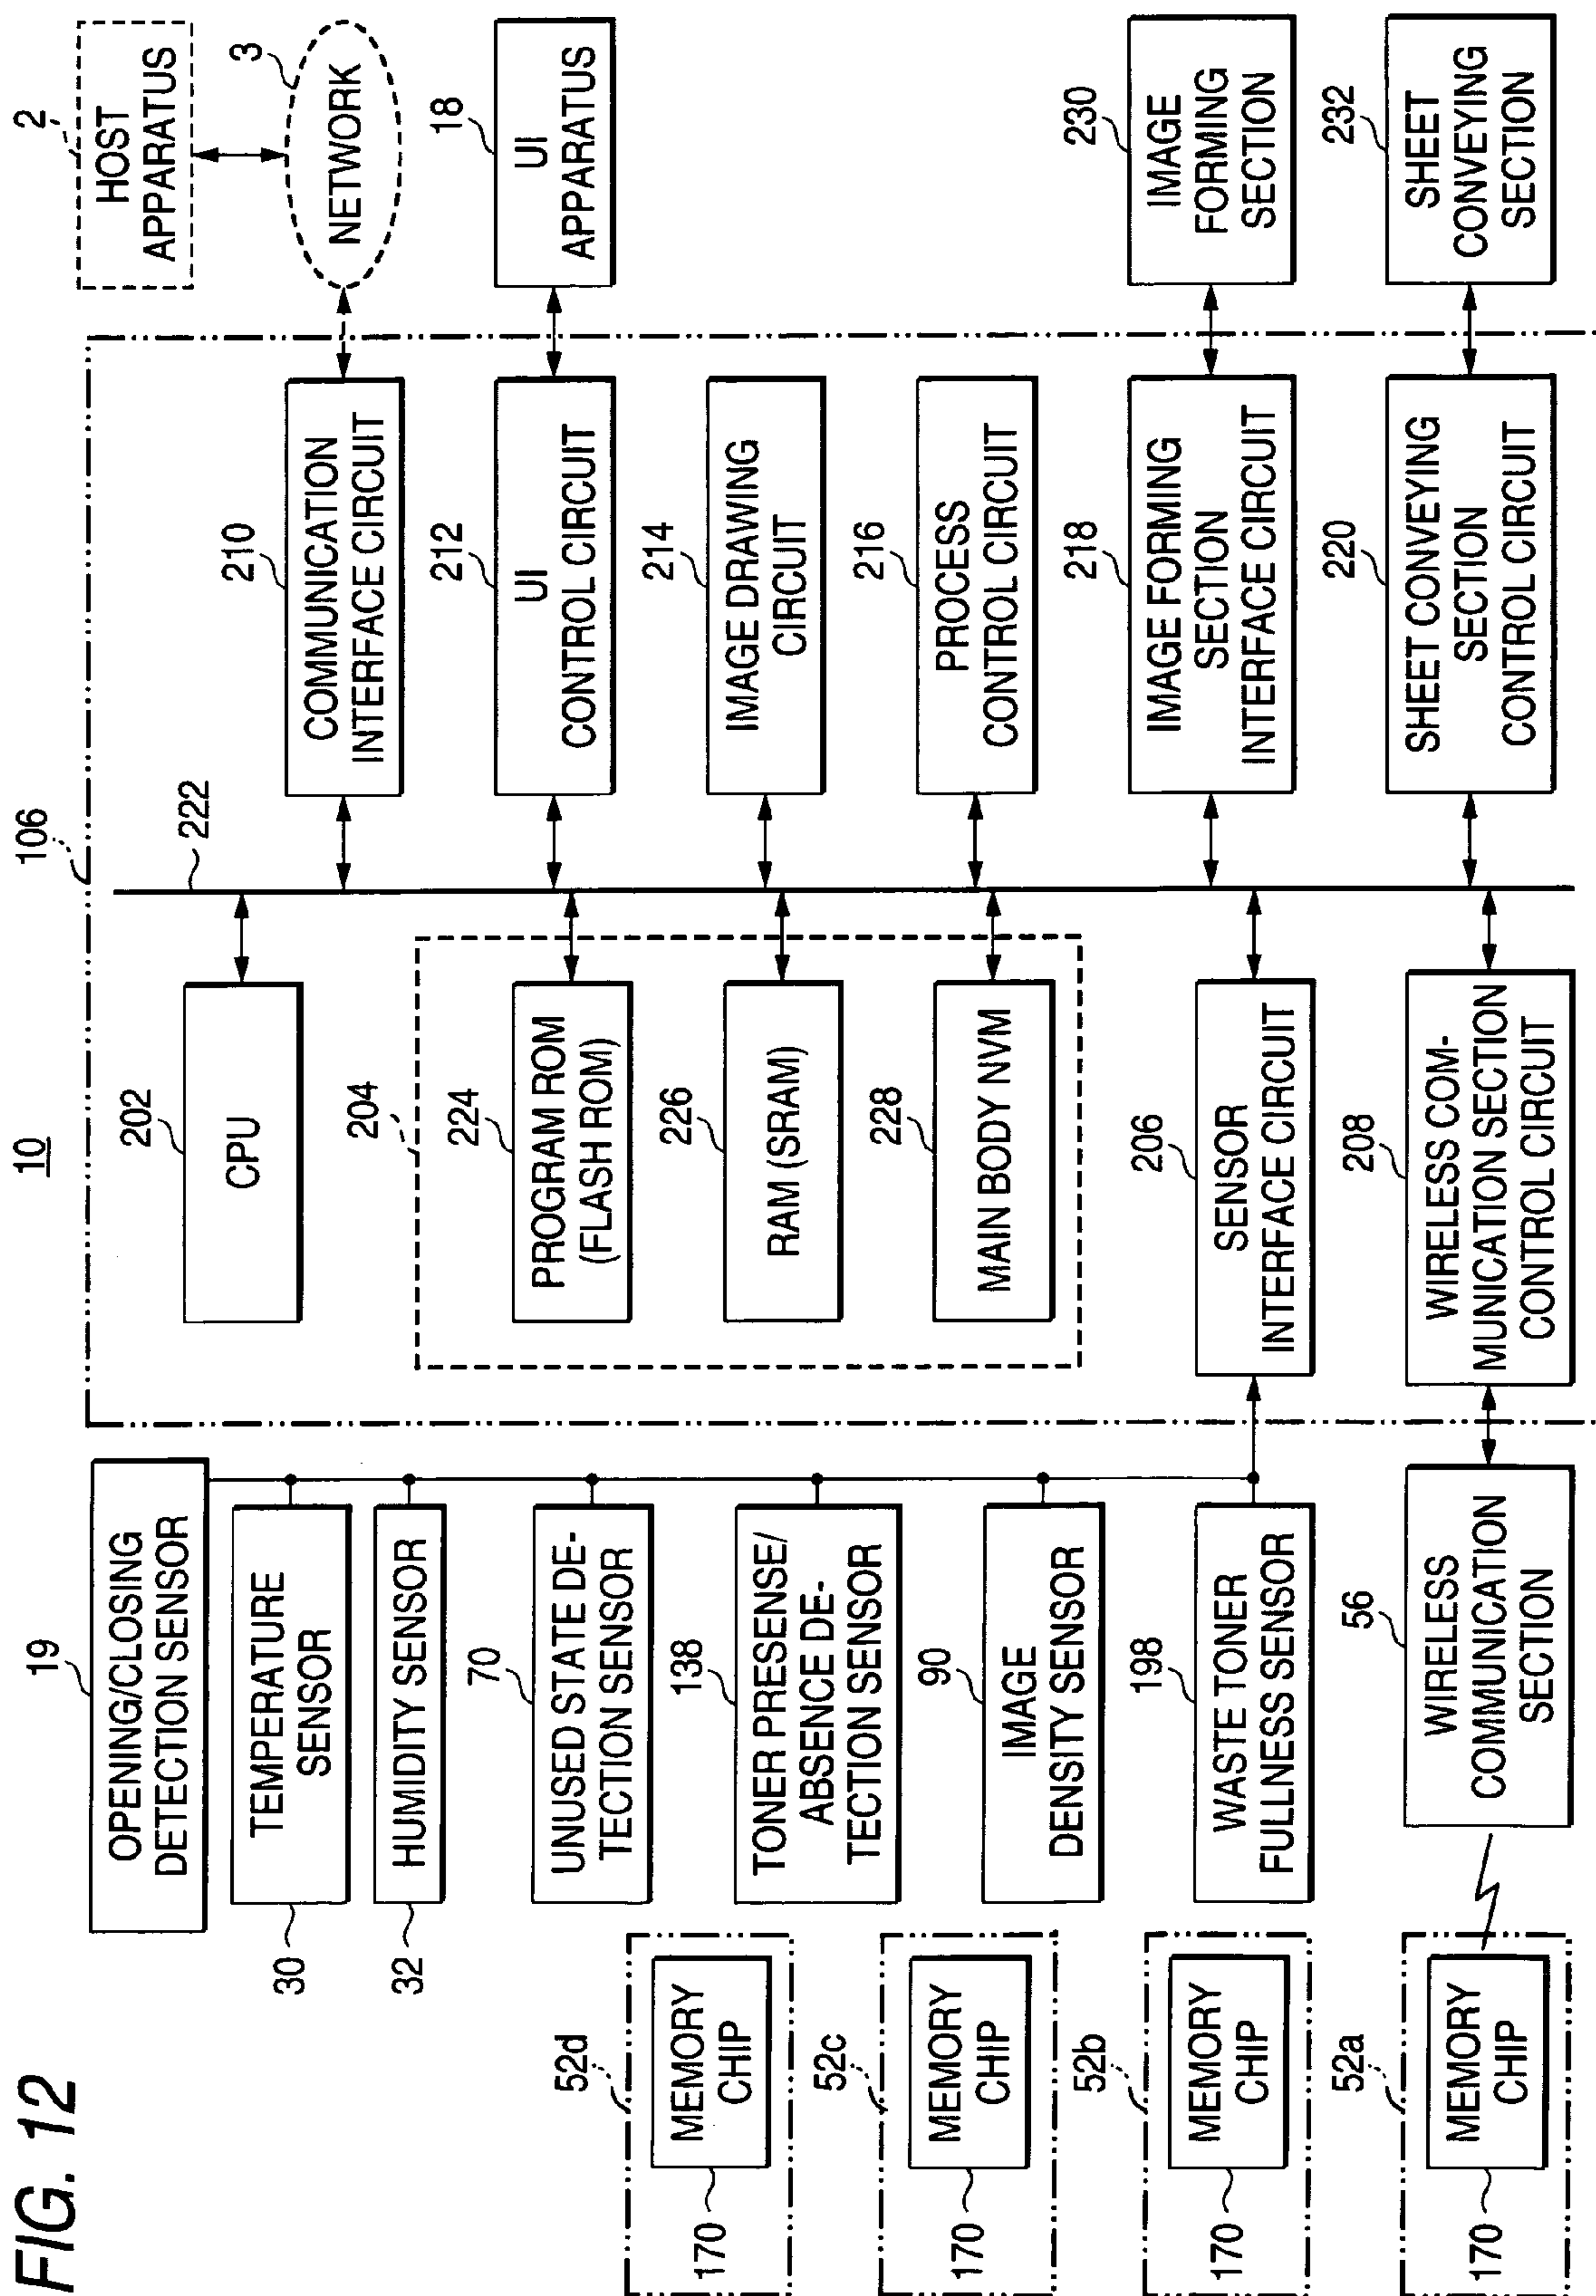 FIG. 12
10
106
2
HOST
APPARATUS
3
NETWORK
19
OPENING/CLOSING
DETECTION SENSOR
30
TEMPERATURE
SENSOR
32
HUMIDITY SENSOR
70
UNUSED STATE DE-
TECTION SENSOR
138
TONER PRESENSE/
ABSENCE DE-
TECTION SENSOR
90
IMAGE
DENSITY SENSOR
198
WASTE TONER
FULLNESS SENSOR
56
WIRELESS
COMMUNICATION
SECTION
52d
MEMORY
CHIP
170
52c
MEMORY
CHIP
170
52b
MEMORY
CHIP
170
52a
MEMORY
CHIP
170
202
CPU
204
224
PROGRAM ROM
(FLASH ROM)
226
RAM (SRAM)
228
MAIN BODY NVM
206
SENSOR
INTERFACE CIRCUIT
208
WIRELESS COM-
MUNICATION SECTION
CONTROL CIRCUIT
222
210
COMMUNICATION
INTERFACE CIRCUIT
212
UI
CONTROL CIRCUIT
214
IMAGE DRAWING
CIRCUIT
216
PROCESS
CONTROL CIRCUIT
218
IMAGE FORMING
SECTION
INTERFACE CIRCUIT
220
SHEET CONVEYING
SECTION
CONTROL CIRCUIT
18
UI
APPARATUS
230
IMAGE
FORMING
SECTION
232
SHEET
CONVEYING
SECTION